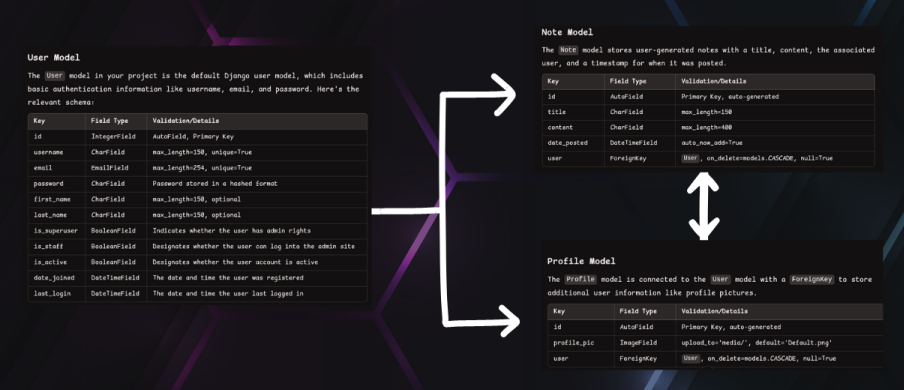 User Model
The User model in your project is the default Django user model, which includes
basic authentication information like username, email, and password. Here's the
relevant schema:
Key Field Type Validation/Details
id IntegerField AutoField, Primary Key
username CharField max_length=150, unique=True
email EmailField max_length=254, unique=True
password CharField Password stored in a hashed format
first_name CharField max_length=150, optional
last_name CharField max_length=150, optional
is_superuser BooleanField Indicates whether the user has admin rights
is_staff BooleanField Designates whether the user can log into the admin site
is_active BooleanField Designates whether the user account is active
date_joined DateTimeField The date and time the user was registered
last_login DateTimeField The date and time the user last logged in
Note Model
The Note model stores user-generated notes with a title, content, the associated
user, and a timestamp for when it was posted.
Key Field Type Validation/Details
id AutoField Primary Key, auto-generated
title CharField max_length=150
content CharField max_length=400
date_posted DateTimeField auto_now_add=True
user ForeignKey User, on_delete=models.CASCADE, null=True
Profile Model
The Profile model is connected to the User model with a ForeignKey to store
additional user information like profile pictures.
Key Field Type Validation/Details
id AutoField Primary Key, auto-generated
profile_pic ImageField upload_to='media/', default='Default.png'
user ForeignKey User, on_delete=models.CASCADE, null=True